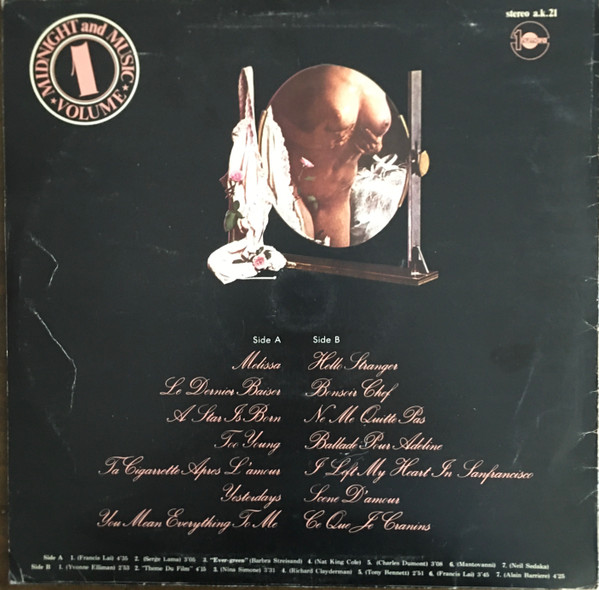 stereo a.k.21
MIDNIGHT and MUSIC
1
VOLUME
Side A
Side B
Melissa
Hello Stranger
Le Dernier Baiser
Bonsoir Chef
A Star Is Born
Ne Me Quitte Pas
Too Young
Ballade Pour Adeline
Ta Cigarrette Apres L'amour
I Left My Heart In Sanfrancisco
Yesterdays
Scene D'amour
You Mean Everything To Me
Ce Que Je Cranins
Side A 1. (Francis Lai) 4'35 2. (Serge Lama) 3'05 3. "Ever-green" (Barbra Streisand) 4. (Nat King Cole) 5. (Charles Dumont) 3'08 6. (Mantovanni) 7. (Neil Sedaka)
Side B 1. (Yvonne Elliman) 3'53 2. "Theme Du Film" 4'15 3. (Nina Simone) 3'31 4. (Richard Clayderman) 5. (Tony Bennett) 2'51 6. (Francis Lai) 3'45 7. (Alain Barriere) 4'25